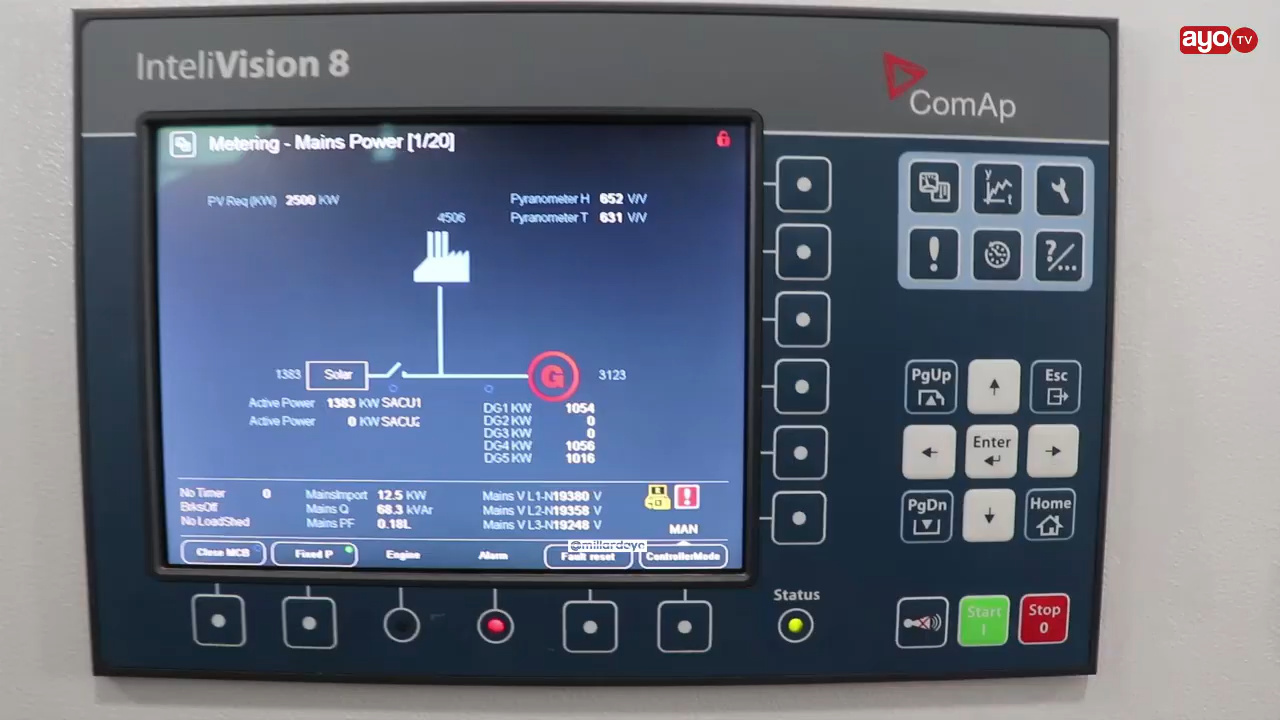 ayo TV
InteliVision 8
ComAp
Metering - Mains Power [1/20]
PV Req (KW) 2500 KW
Pyranometer H 652 V/V
Pyranometer T 631 V/V
4506
1383 Solar G 3123
Active Power 1383 KW SACU1
Active Power 0 KW
DG1 KW 1054
DG2 KW 0
DG3 KW 0
DG4 KW 1056
DG5 KW 1016
No Timer 0
BrksOff
No LoadShed
MainsImport 12.5 KW
Mains Q 68.3 kVAr
Mains PF 0.18L
Mains V L1-N 19380 V
Mains V L2-N 19358 V
Mains V L3-N 19248 V
MAN
@millardayo
Close MCB Fixed P Engine Alarm Fault reset ControllerMode
y
t
?/...
PgUp Esc
Enter
PgDn Home
Status
Start
I
Stop
0